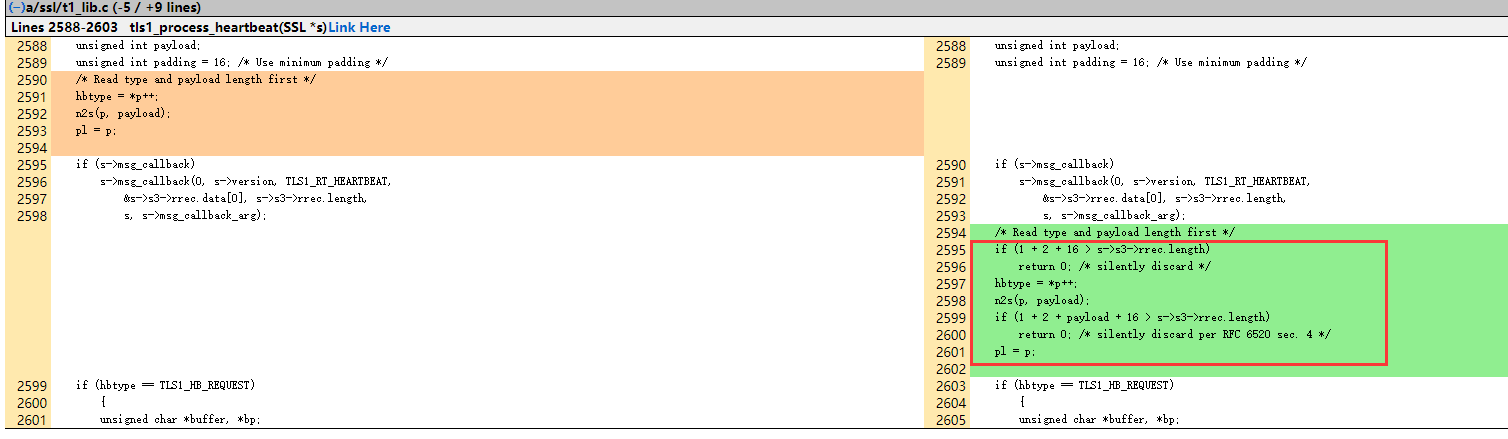 (-)a/ssl/t1_lib.c (-5 / +9 lines)
Lines 2588-2603 tls1_process_heartbeat(SSL *s)Link Here
2588 unsigned int payload;
2589 unsigned int padding = 16; /* Use minimum padding */
2590 /* Read type and payload length first */
2591 hbtype = *p++;
2592 n2s(p, payload);
2593 pl = p;
2594
2595 if (s->msg_callback)
2596 s->msg_callback(0, s->version, TLS1_RT_HEARTBEAT,
2597 &s->s3->rrec.data[0], s->s3->rrec.length,
2598 s, s->msg_callback_arg);
2599 if (hbtype == TLS1_HB_REQUEST)
2600 {
2601 unsigned char *buffer, *bp;
2588 unsigned int payload;
2589 unsigned int padding = 16; /* Use minimum padding */
2590 if (s->msg_callback)
2591 s->msg_callback(0, s->version, TLS1_RT_HEARTBEAT,
2592 &s->s3->rrec.data[0], s->s3->rrec.length,
2593 s, s->msg_callback_arg);
2594 /* Read type and payload length first */
2595 if (1 + 2 + 16 > s->s3->rrec.length)
2596 return 0; /* silently discard */
2597 hbtype = *p++;
2598 n2s(p, payload);
2599 if (1 + 2 + payload + 16 > s->s3->rrec.length)
2600 return 0; /* silently discard per RFC 6520 sec. 4 */
2601 pl = p;
2602
2603 if (hbtype == TLS1_HB_REQUEST)
2604 {
2605 unsigned char *buffer, *bp;